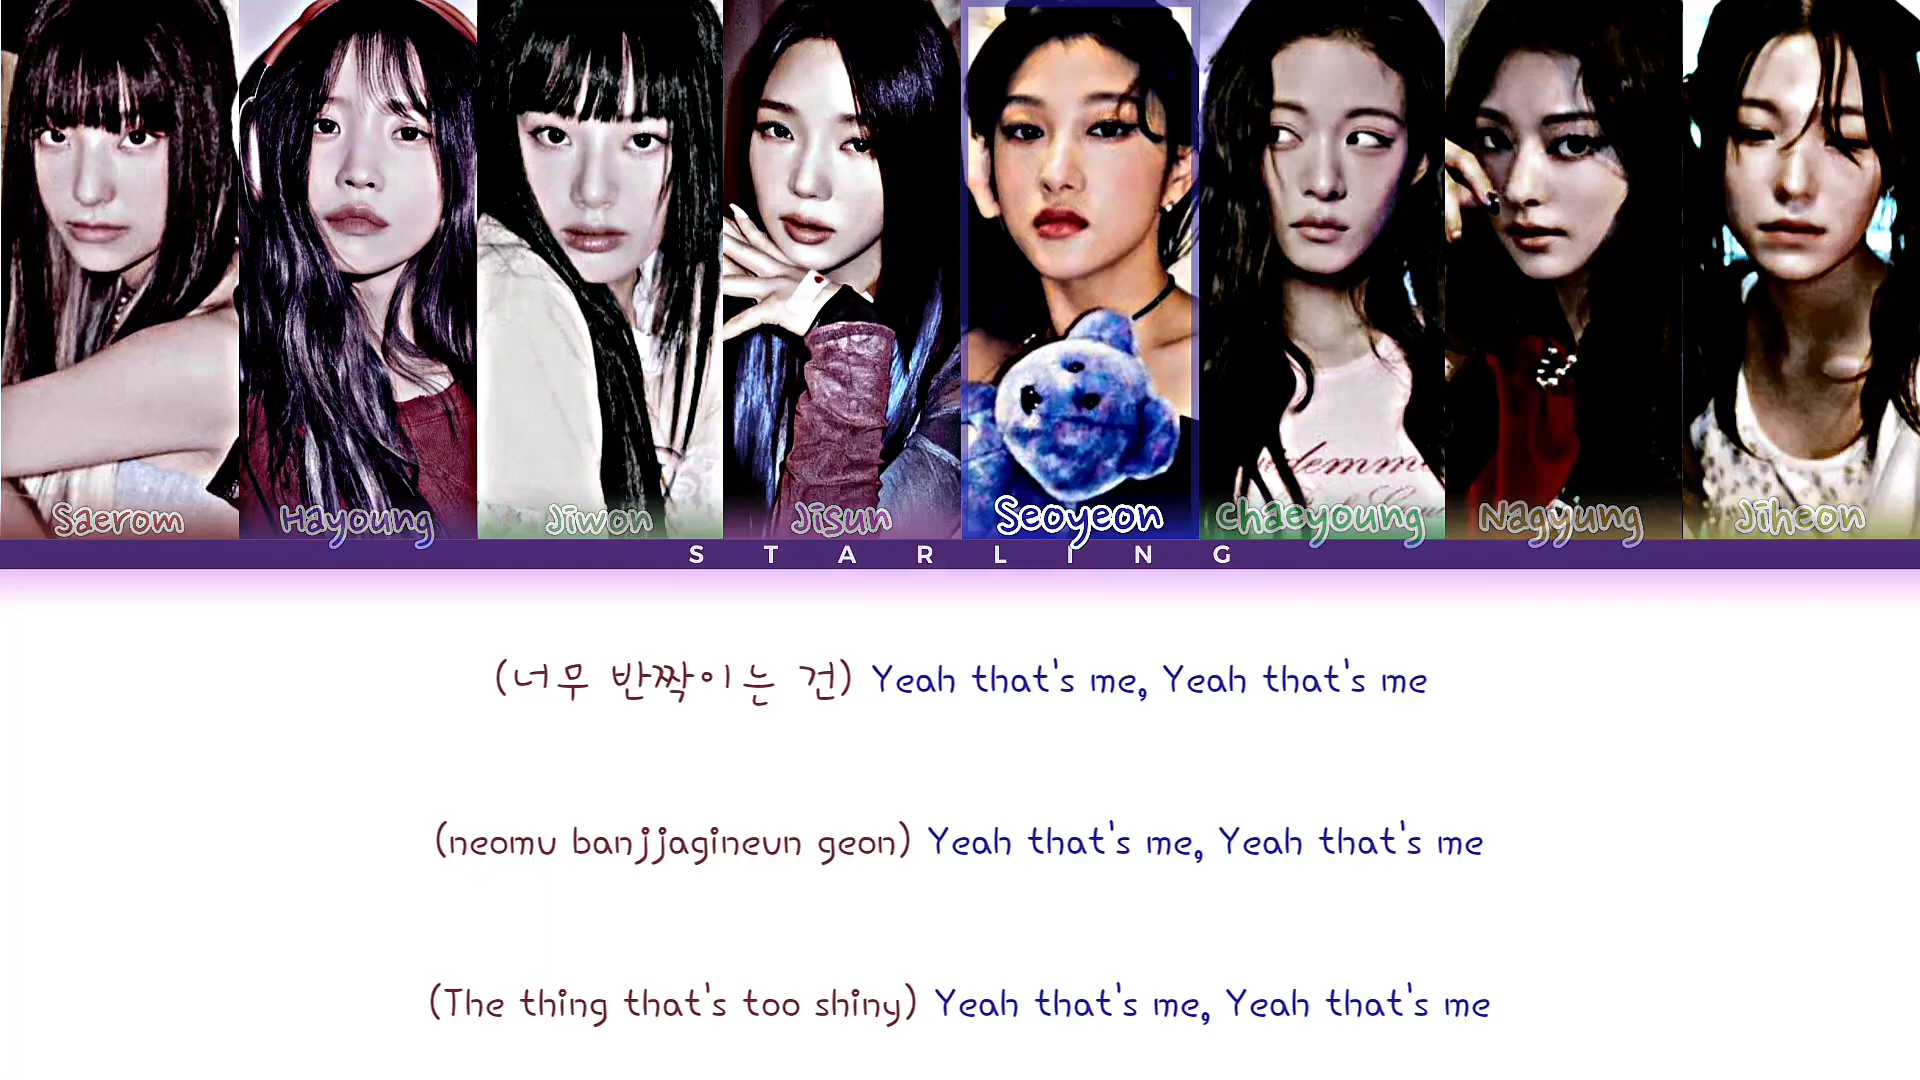 Saerom Hayoung Jiwon Jisun Seoyeon Chaeyoung Nagyung Jiheon
demm
STARLING
(너무 반짝이는 건) Yeah that's me, Yeah that's me
(neomu banjjagineun geon) Yeah that's me, Yeah that's me
(The thing that's too shiny) Yeah that's me, Yeah that's me